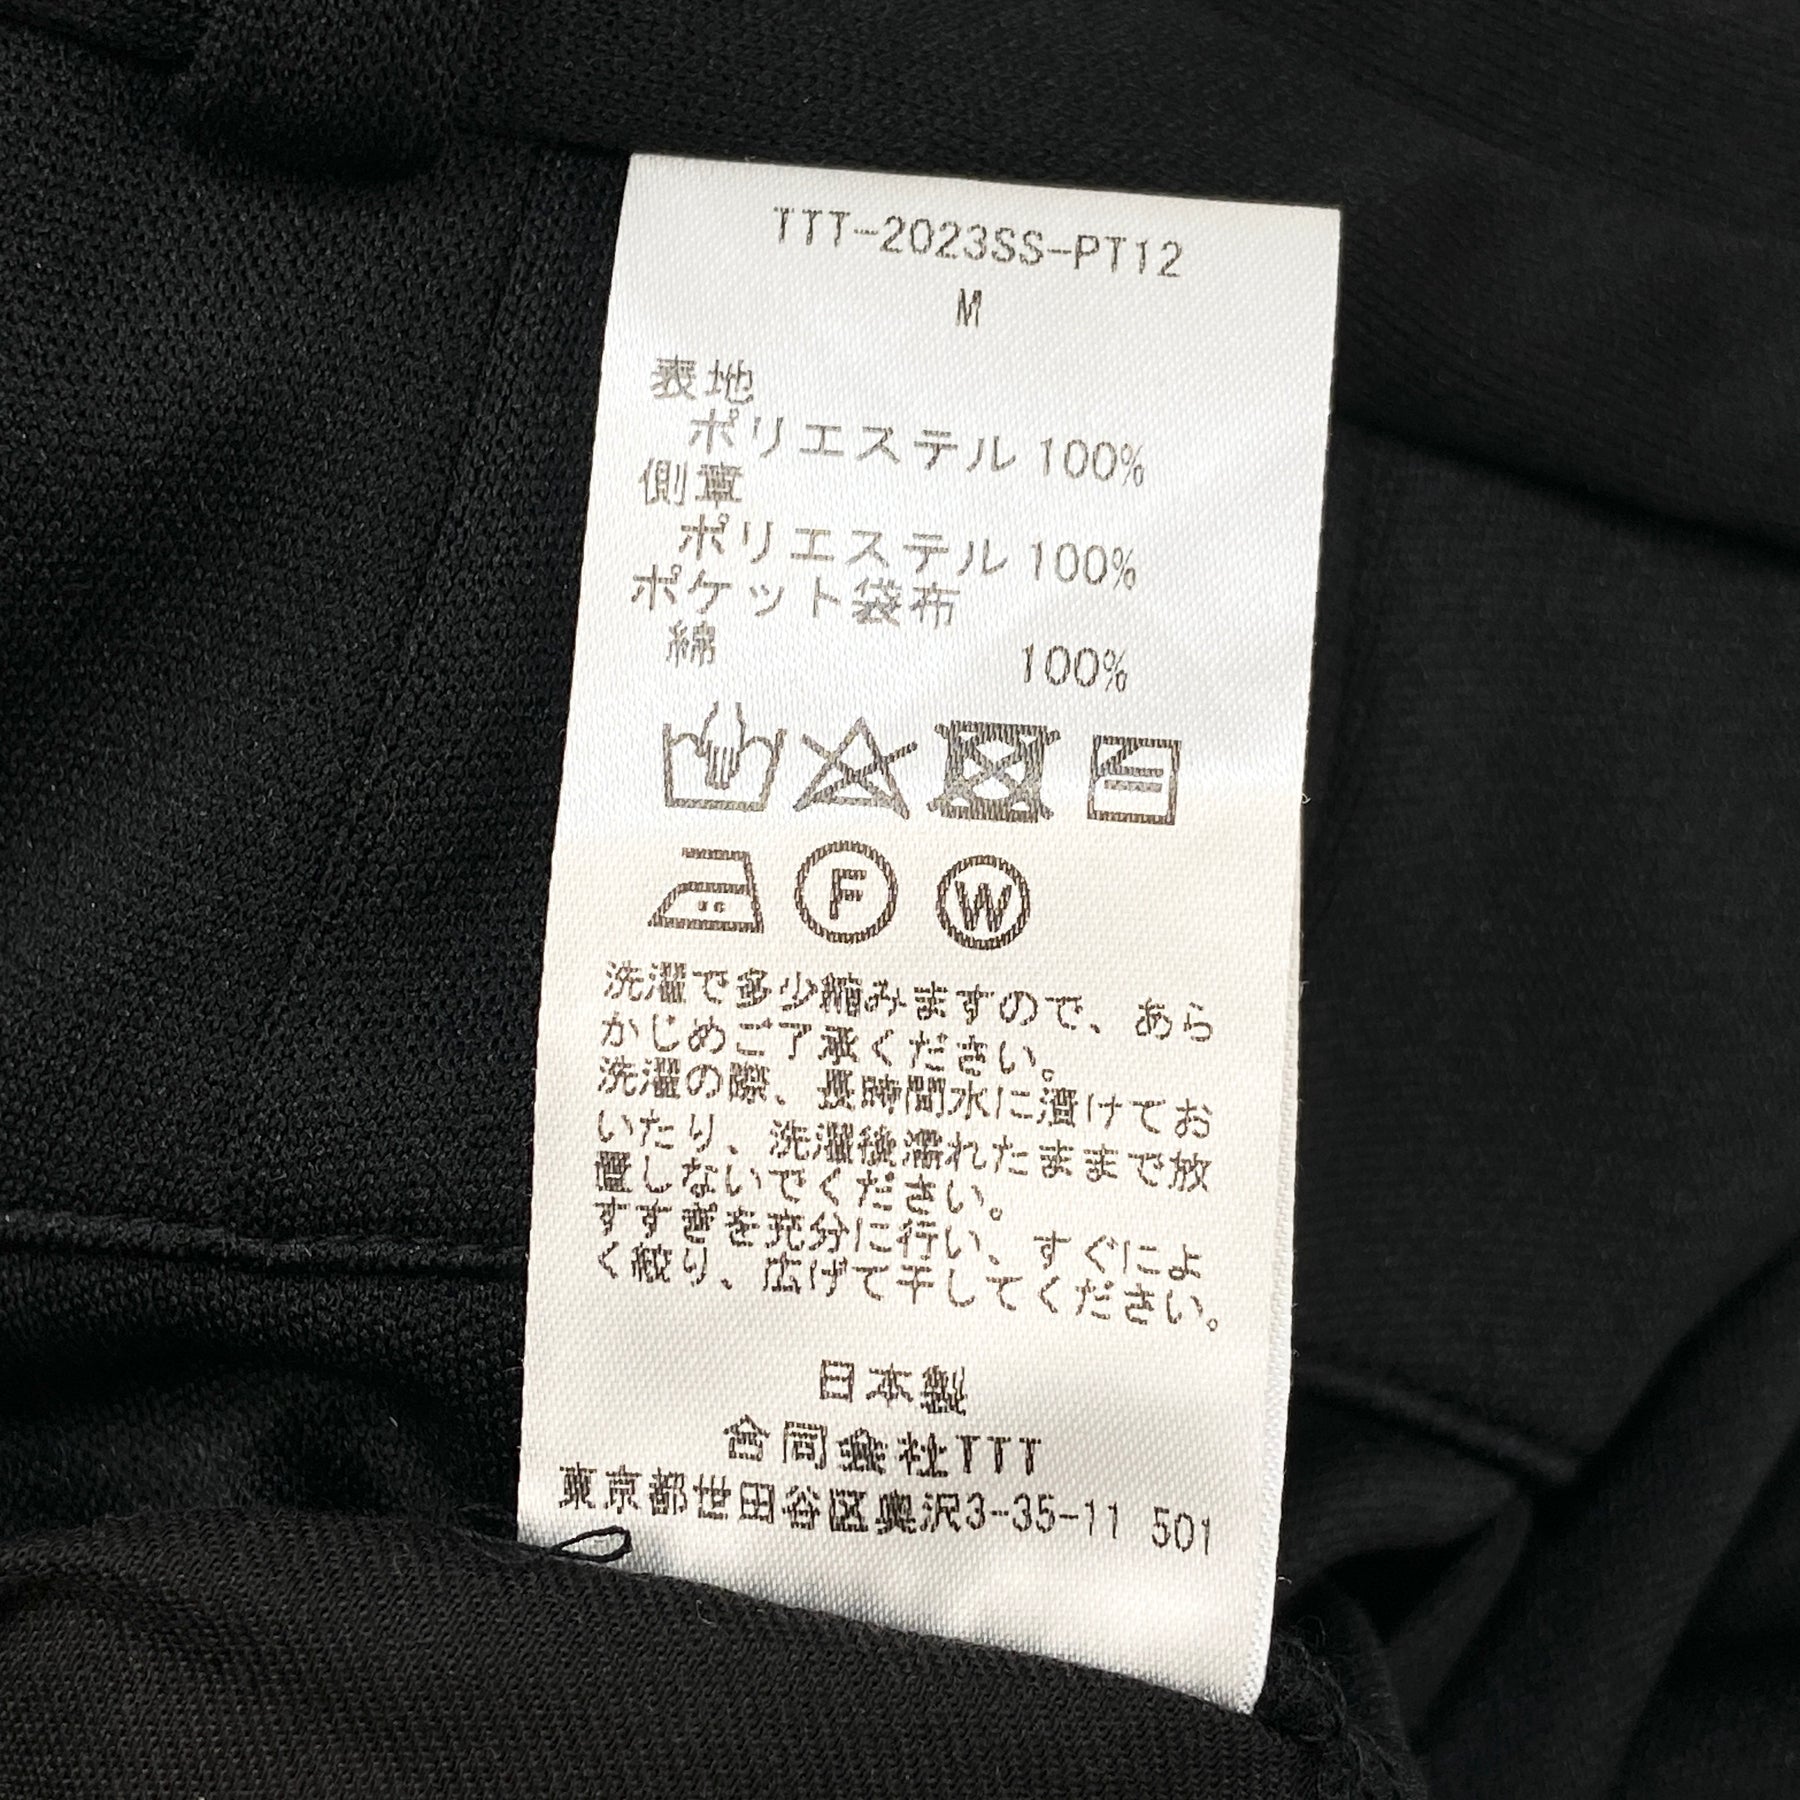 TTT-2023SS-PT12
M
表地
ポリエステル 100%
側章
ポリエステル 100%
ポケット袋布
綿 100%
F W
洗濯で多少縮みますので、あら
かじめご了承ください。
洗濯の際、長時間水に漬けてお
いたり、洗濯後濡れたままで放
置しないでください。
すすぎを充分に行い、すぐによ
く絞り、広げて干してください。
日本製
合同会社TTT
東京都世田谷区奥沢3-35-11 501